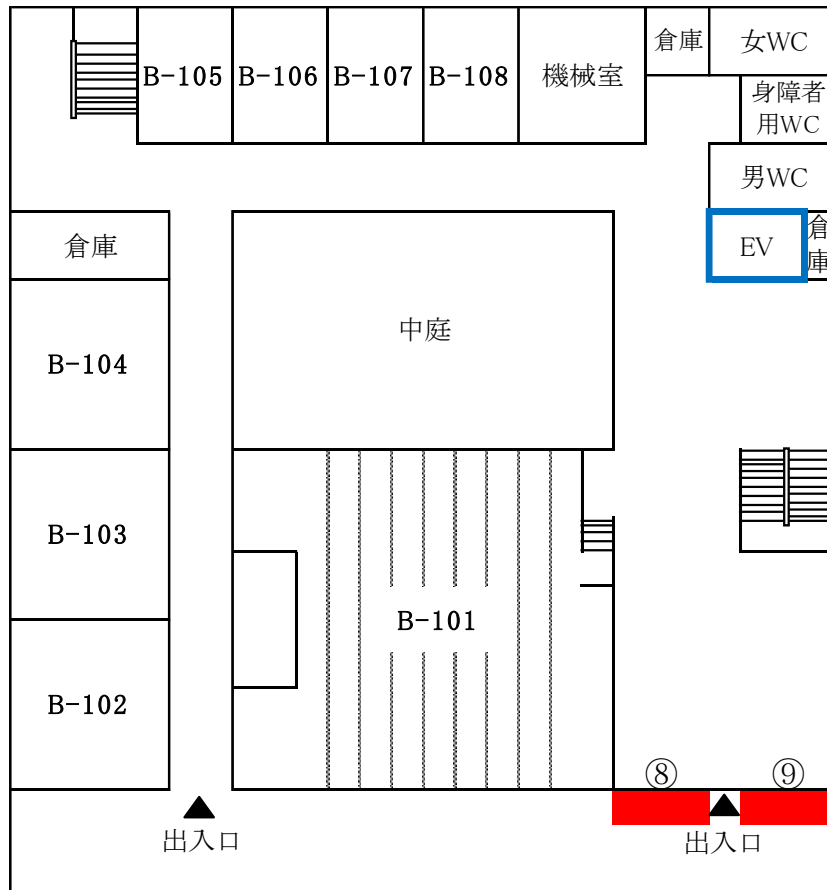 倉庫
女WC
B-105
B-106
B-107
B-108
機械室
身障者
用WC
男WC
倉庫
EV
倉
庫
中庭
B-104
B-103
B-101
B-102
⑧
⑨
出入口
出入口